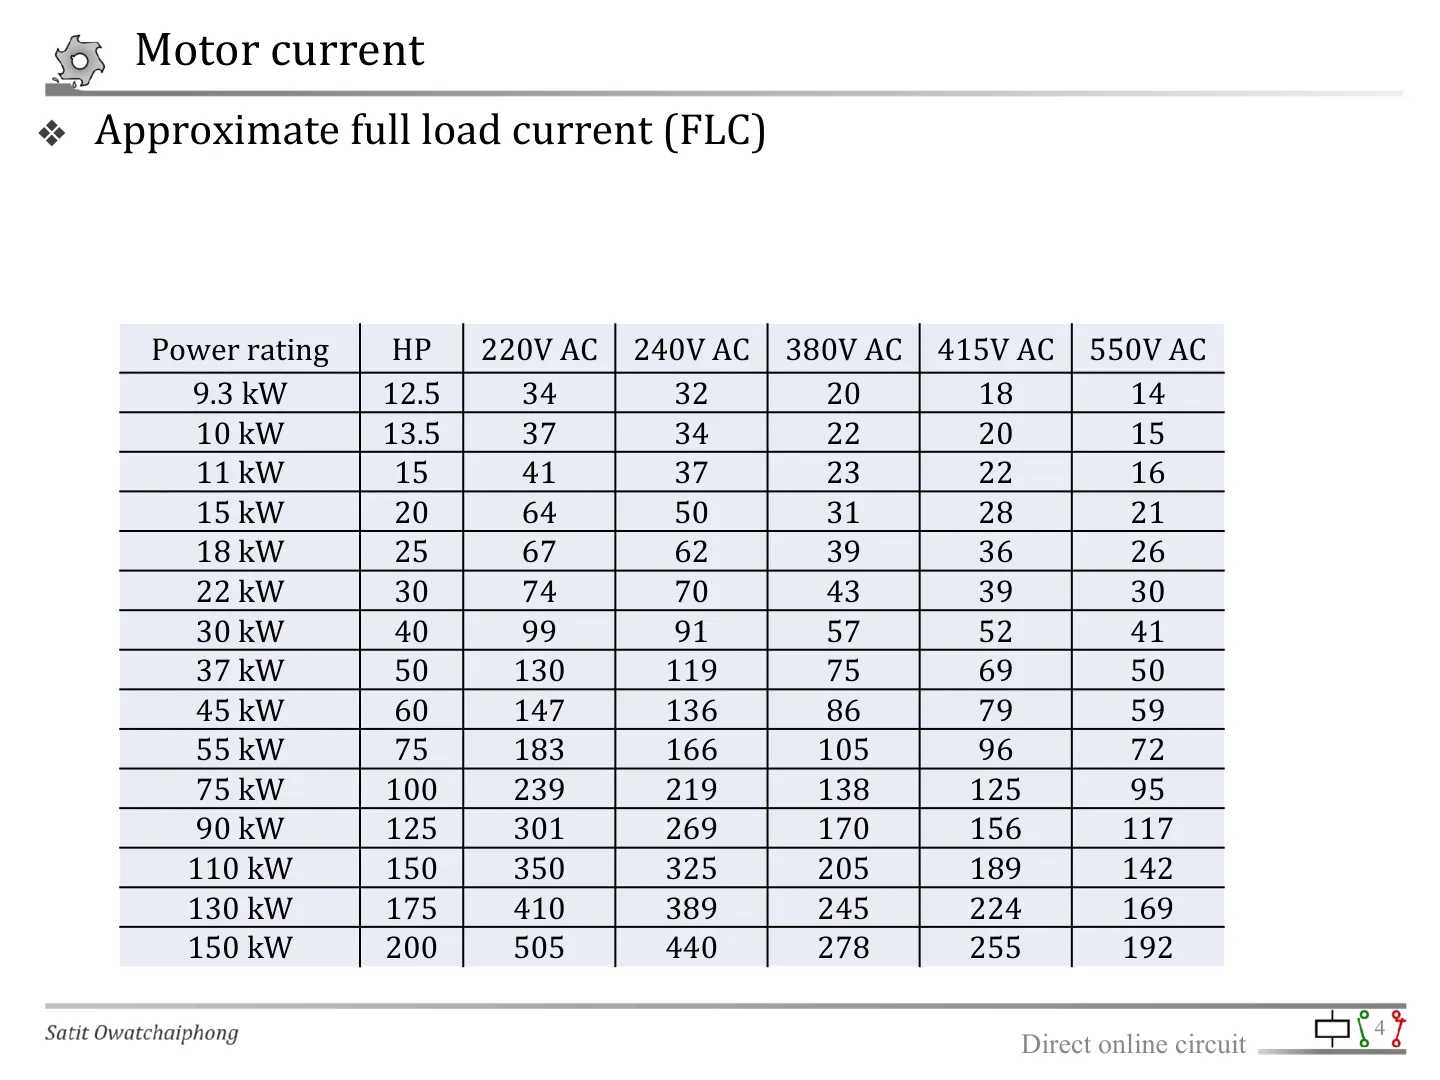 Motor current
❖ Approximate full load current (FLC)
Power rating HP 220V AC 240V AC 380V AC 415V AC 550V AC
9.3 kW 12.5 34 32 20 18 14
10 kW 13.5 37 34 22 20 15
11 kW 15 41 37 23 22 16
15 kW 20 64 50 31 28 21
18 kW 25 67 62 39 36 26
22 kW 30 74 70 43 39 30
30 kW 40 99 91 57 52 41
37 kW 50 130 119 75 69 50
45 kW 60 147 136 86 79 59
55 kW 75 183 166 105 96 72
75 kW 100 239 219 138 125 95
90 kW 125 301 269 170 156 117
110 kW 150 350 325 205 189 142
130 kW 175 410 389 245 224 169
150 kW 200 505 440 278 255 192
Satit Owatchaiphong
Direct online circuit
4